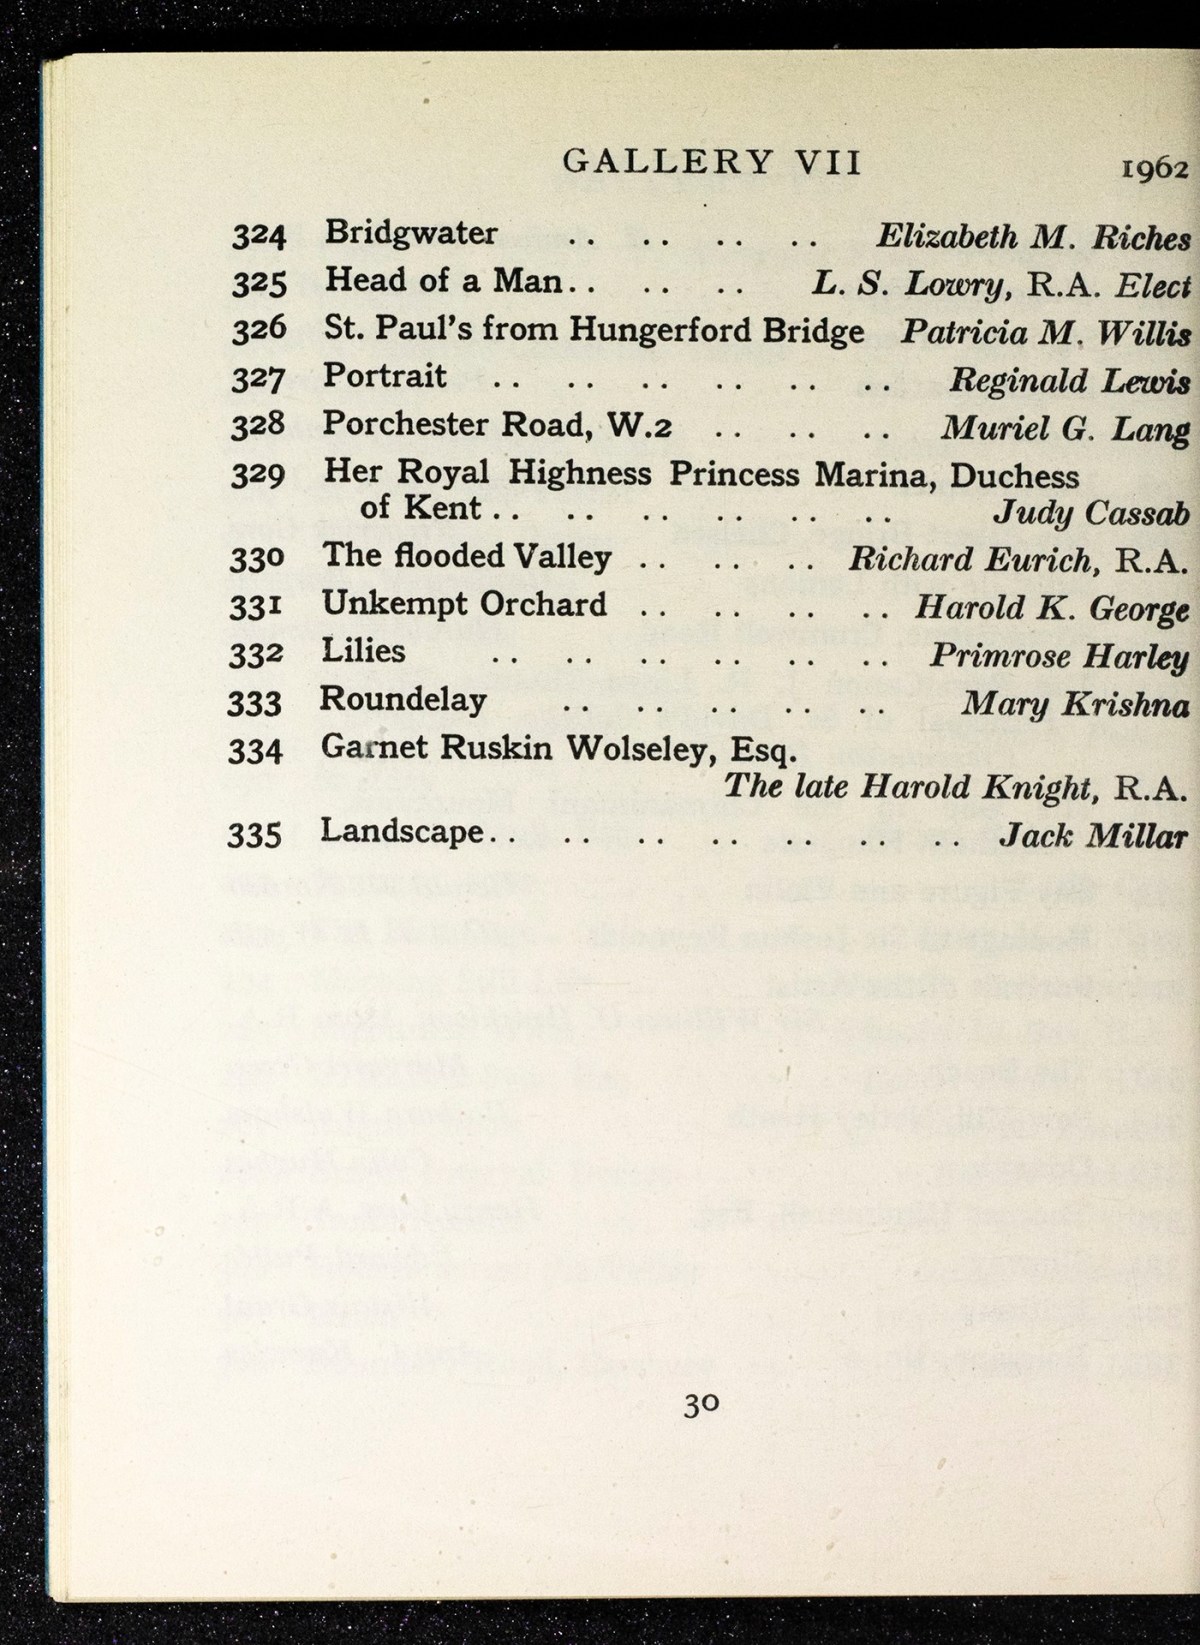 GALLERY VII 1962
324 Bridgwater .. .. .. .. Elizabeth M. Riches
325 Head of a Man.. .. .. L. S. Lowry, R.A. Elect
326 St. Paul's from Hungerford Bridge Patricia M. Willis
327 Portrait .. .. .. .. .. .. Reginald Lewis
328 Porchester Road, W.2 .. .. .. Muriel G. Lang
329 Her Royal Highness Princess Marina, Duchess
of Kent.. .. .. .. .. .. Judy Cassab
330 The flooded Valley .. .. .. Richard Eurich, R.A.
331 Unkempt Orchard .. .. .. .. Harold K. George
332 Lilies .. .. .. .. .. .. Primrose Harley
333 Roundelay .. .. .. .. .. Mary Krishna
334 Garnet Ruskin Wolseley, Esq.
The late Harold Knight, R.A.
335 Landscape.. .. .. .. .. .. .. Jack Millar
30